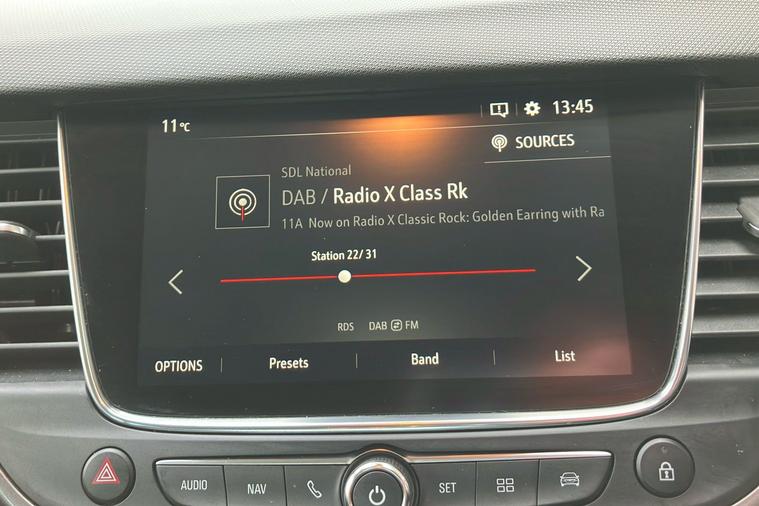 11°C
13:45
SOURCES
SDL National
DAB / Radio X Class Rk
11A Now on Radio X Classic Rock: Golden Earring with Ra
Station 22/ 31
RDS DAB FM
OPTIONS Presets Band List
AUDIO NAV SET